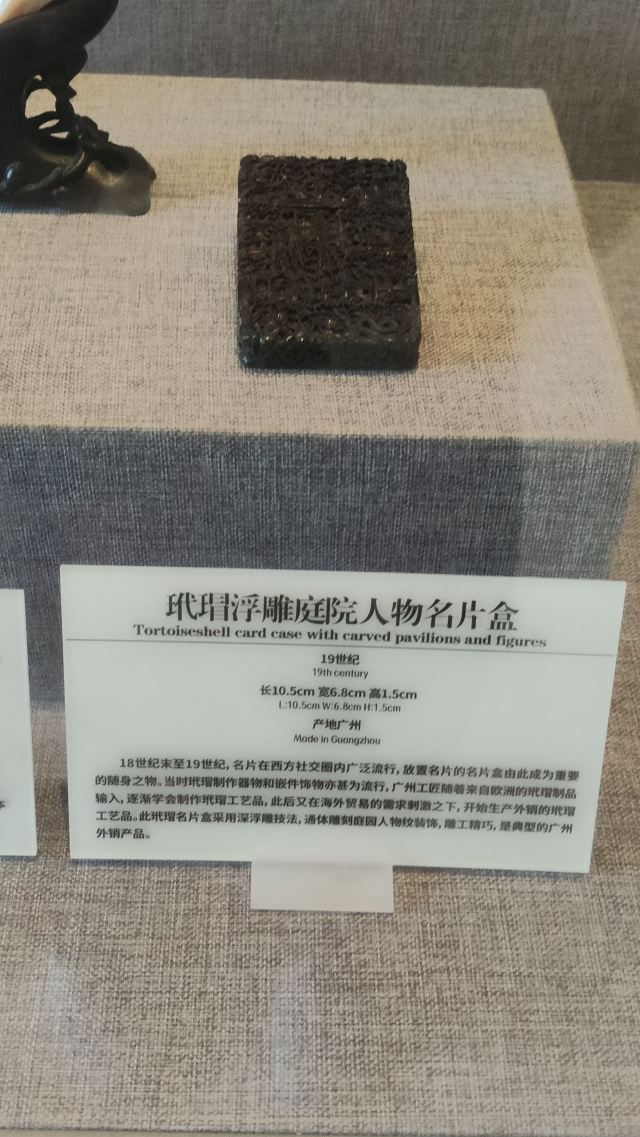 玳瑁浮雕庭院人物名片盒
Tortoiseshell card case with carved pavilions and figures
19世纪
19th century
长10.5cm 宽6.8cm 高1.5cm
L:10.5cm W:6.8cm H:1.5cm
产地广州
Made in Guangzhou
18世纪末至19世纪,名片在西方社交圈内广泛流行,放置名片的名片盒由此成为重要
的随身之物。当时玳瑁制作器物和嵌件饰物亦甚为流行,广州工匠随着来自欧洲的玳瑁制品
输入,逐渐学会制作玳瑁工艺品,此后又在海外贸易的需求刺激之下,开始生产外销的玳瑁
工艺品。此玳瑁名片盒采用深浮雕技法,通体雕刻庭园人物纹装饰,雕工精巧,是典型的广州
外销产品。